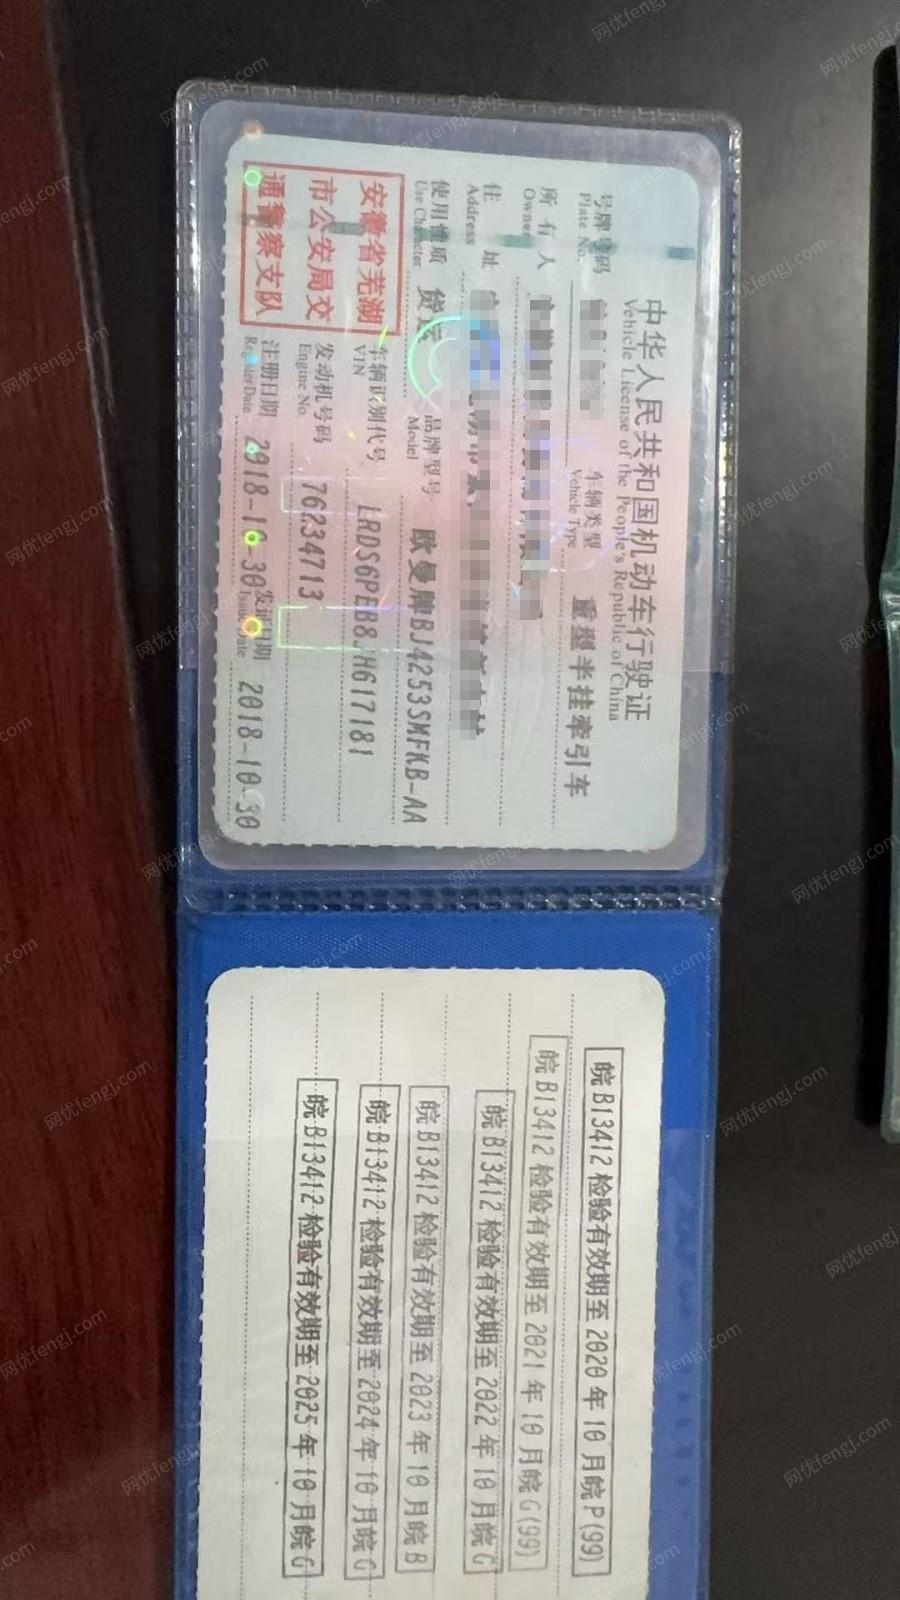 中华人民共和国机动车行驶证
Vehicle License of the People's Republic of China
号牌号码
Plate No.
车辆类型
Vehicle Type
重型半挂牵引车
所有人
Owner
住址
Address
使用性质
Use Character
货运
品牌型号
Model
欧曼牌BJ4253SMFKB-AA
安徽省芜湖
市公安局交
通警察支队
车辆识别代号
VIN
LRDS6PEB8JH617181
发动机号码
Engine No.
76234713
注册日期
Register Date
2018-10-30
发证日期
Issue Date
2018-10-30
皖B13412检验有效期至2020年10月皖P(99)
皖B13412检验有效期至2021年10月皖G(99)
皖B13412检验有效期至2022年10月皖G
皖B13412检验有效期至2023年10月皖B
皖B13412检验有效期至2024年10月皖G
皖B13412检验有效期至2025年10月皖G
网优fengj.com